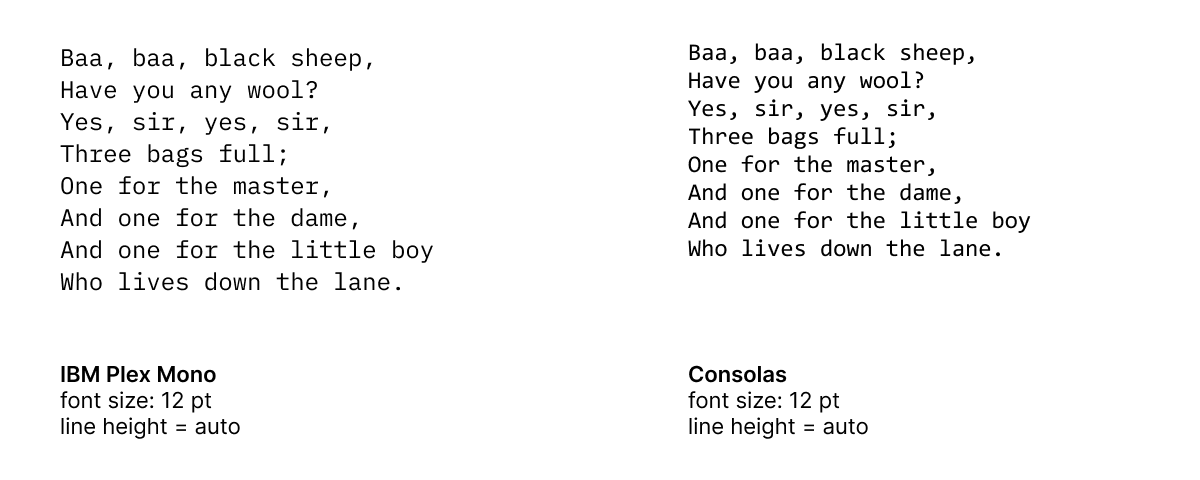 Baa, baa, black sheep,
Have you any wool?
Yes, sir, yes, sir,
Three bags full;
One for the master,
And one for the dame,
And one for the little boy
Who lives down the lane.
IBM Plex Mono
font size: 12 pt
line height = auto
Baa, baa, black sheep,
Have you any wool?
Yes, sir, yes, sir,
Three bags full;
One for the master,
And one for the dame,
And one for the little boy
Who lives down the lane.
Consolas
font size: 12 pt
line height = auto